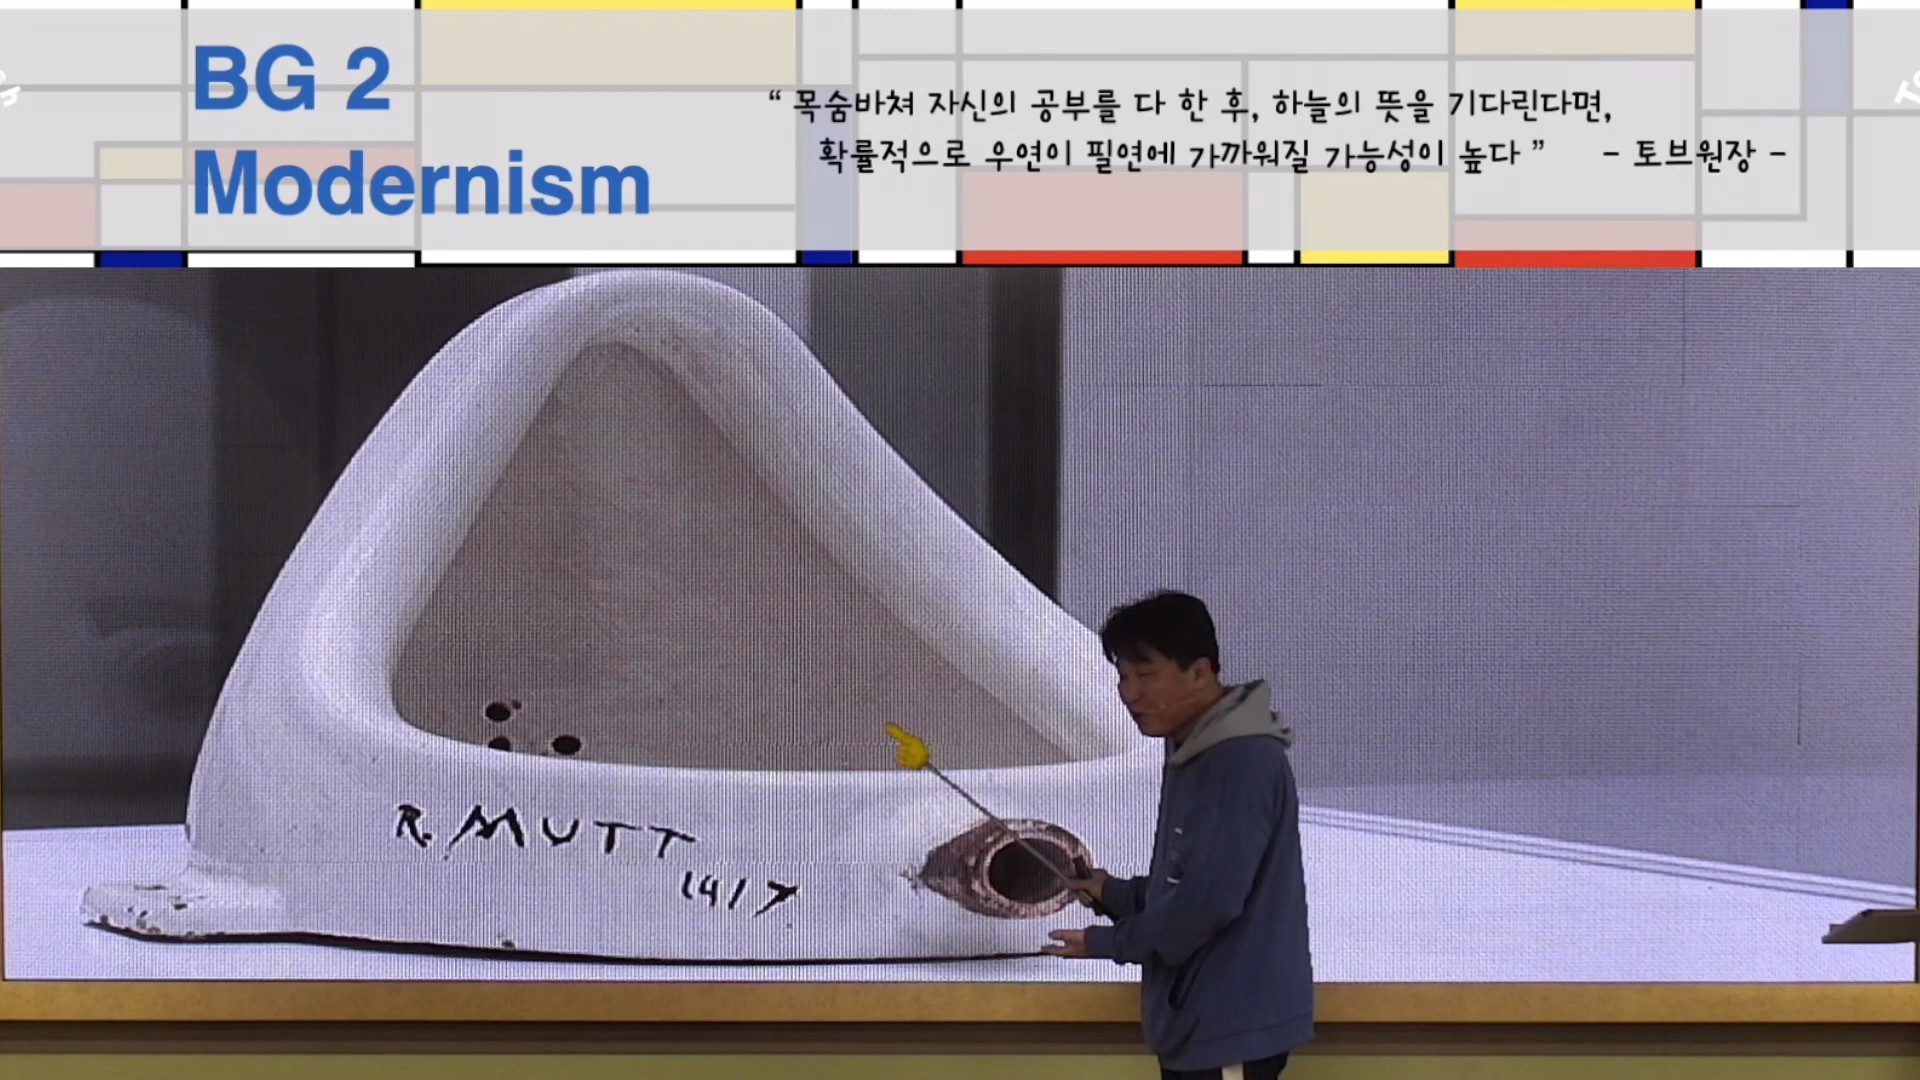 BG 2
Modernism
“ 목숨바쳐 자신의 공부를 다 한 후, 하늘의 뜻을 기다린다면,
확률적으로 우연이 필연에 가까워질 가능성이 높다 ” - 토브원장 -
R. MUTT
1917